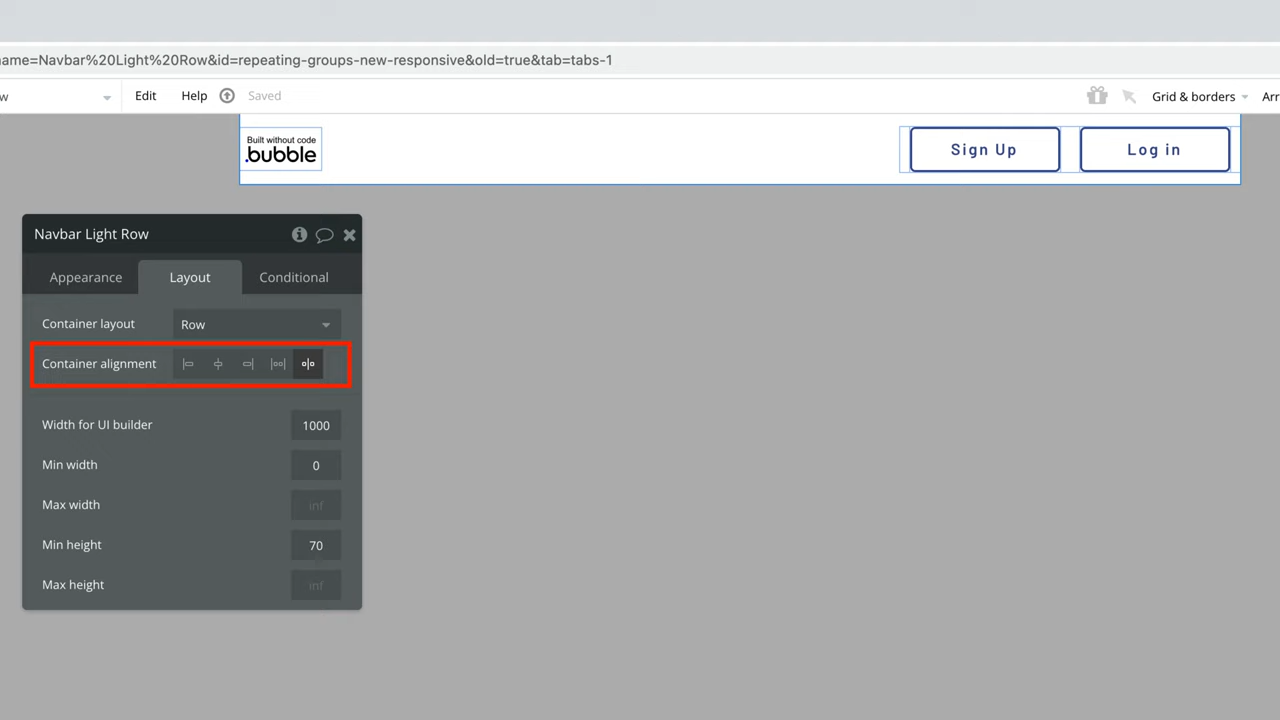 name=Navbar%20Light%20Row&id=repeating-groups-new-responsive&old=true&tab=tabs-1
w Edit Help Saved Grid & borders Arr
Built without code
.bubble
Sign Up Log in
Navbar Light Row
Appearance Layout Conditional
Container layout Row
Container alignment
Width for UI builder 1000
Min width 0
Max width inf
Min height 70
Max height inf